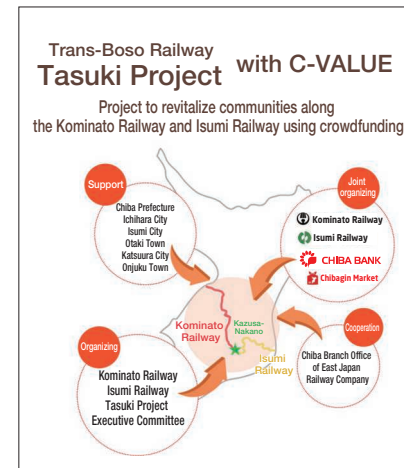 Trans-Boso Railway
Tasuki Project with C-VALUE
Project to revitalize communities along
the Kominato Railway and Isumi Railway using crowdfunding
Support
Chiba Prefecture
Ichihara City
Isumi City
Otaki Town
Katsuura City
Onjuku Town
Joint
organizing
Kominato Railway
Isumi Railway
CHIBA BANK
Chibagin Market
Kominato
Railway
Kazusa-
Nakano
Isumi
Railway
Organizing
Kominato Railway
Isumi Railway
Tasuki Project
Executive Committee
Cooperation
Chiba Branch Office
of East Japan
Railway Company